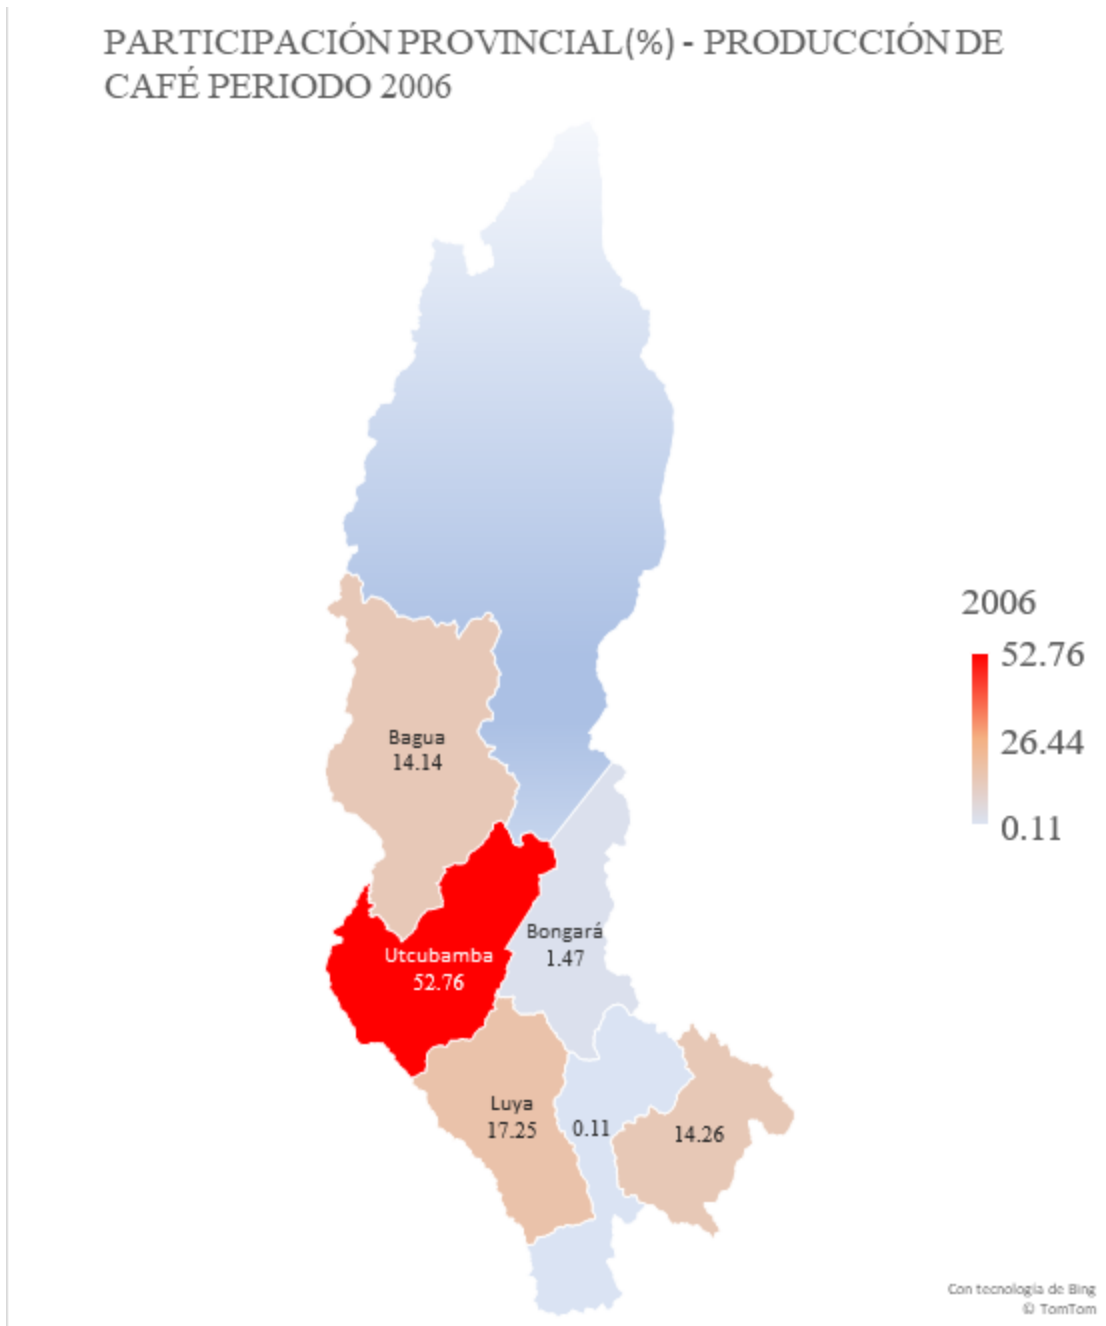 PARTICIPACIÓN PROVINCIAL(%) - PRODUCCIÓN DE
CAFÉ PERIODO 2006
2006
52.76
26.44
0.11
Bagua
14.14
Utcubamba
52.76
Bongará
1.47
Luya
17.25
0.11
14.26
Con tecnología de Bing
© TomTom